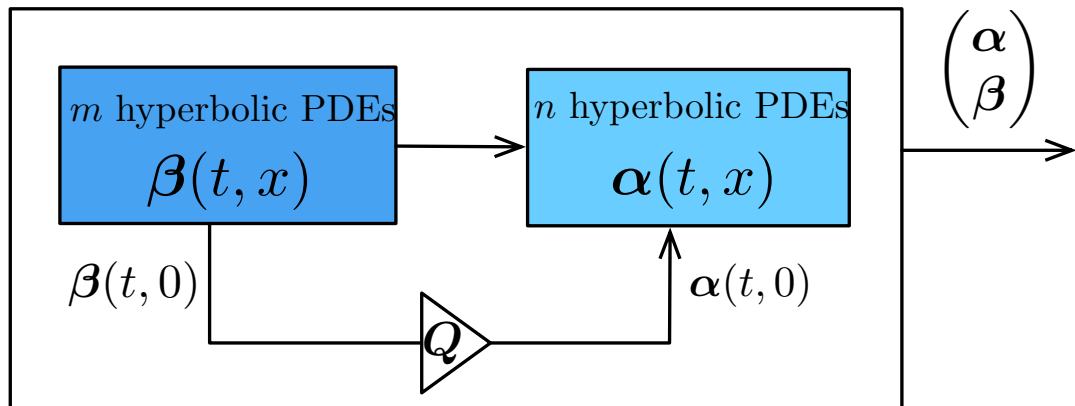 m hyperbolic PDEs
β(t, x)
n hyperbolic PDEs
α(t, x)
(α
β)
β(t, 0)
α(t, 0)
Q